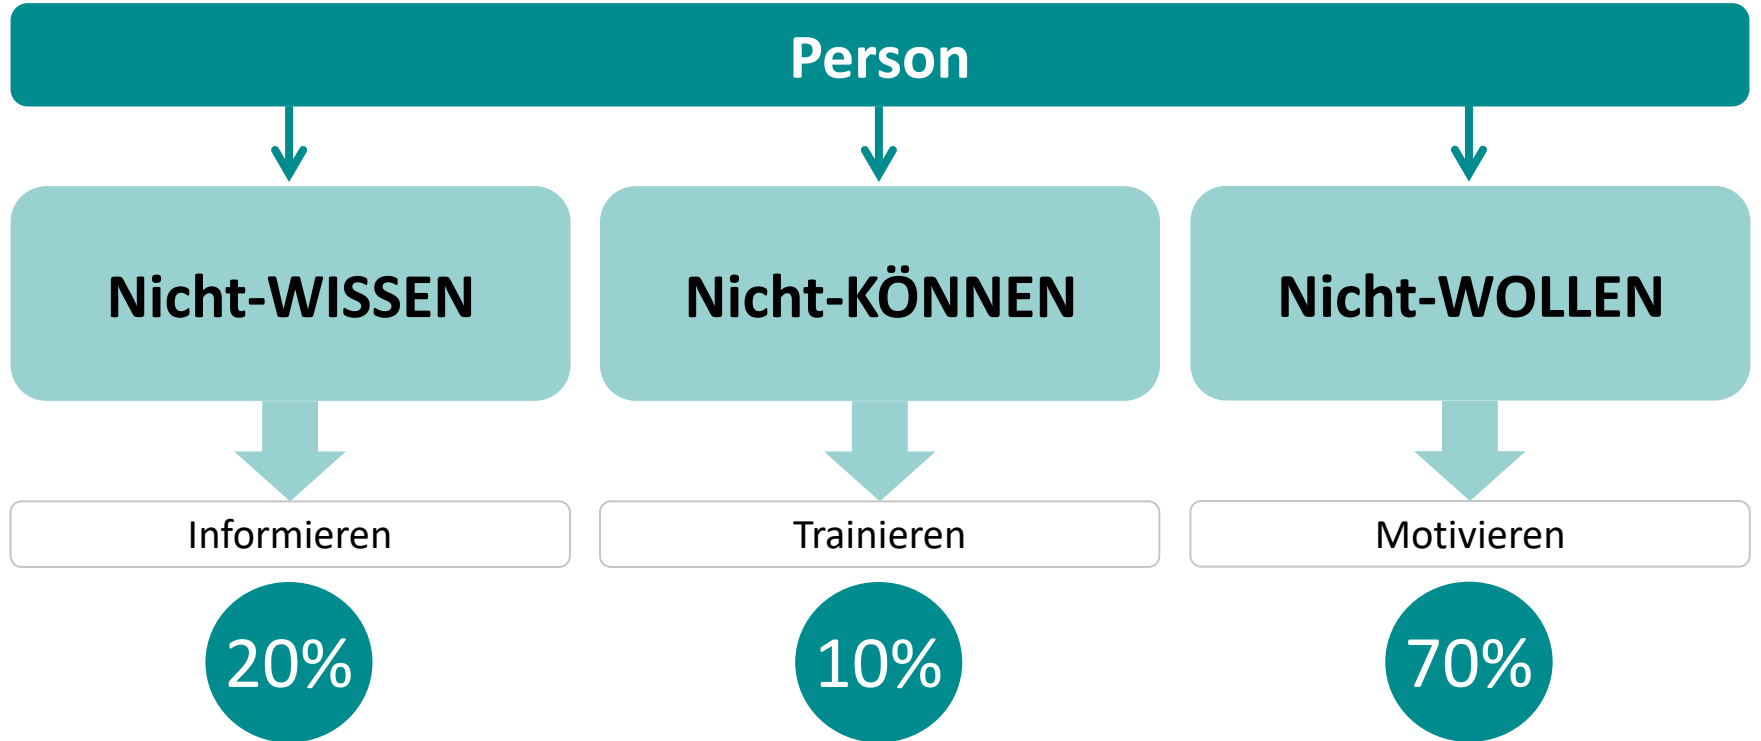 Person
Nicht-WISSEN
Nicht-KÖNNEN
Nicht-WOLLEN
Informieren
Trainieren
Motivieren
20%
10%
70%